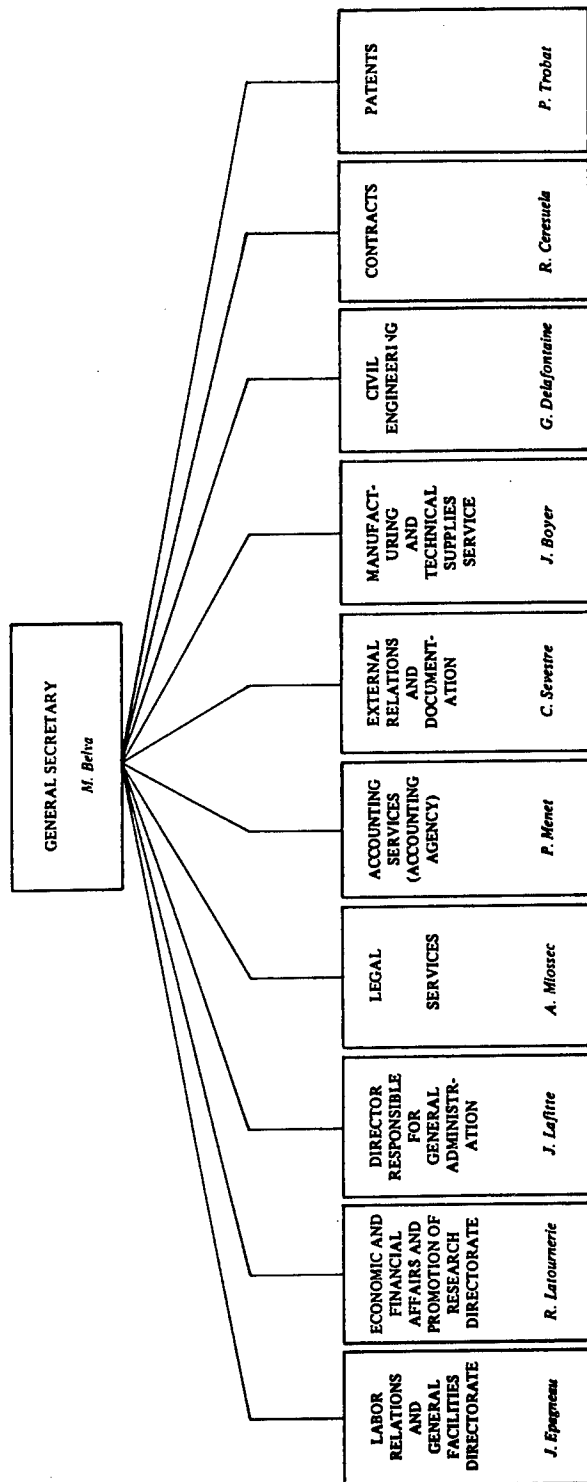 GENERAL SECRETARY
M. Belva
LABOR
RELATIONS
AND
GENERAL
FACILITIES
DIRECTORATE
J. Epagneau
ECONOMIC AND
FINANCIAL
AFFAIRS AND
PROMOTION OF
RESEARCH
DIRECTORATE
R. Latournerie
DIRECTOR
RESPONSIBLE
FOR
GENERAL
ADMINISTR-
ATION
J. Lafitte
LEGAL
SERVICES
A. Miossec
ACCOUNTING
SERVICES
(ACCOUNTING
AGENCY)
P. Menet
EXTERNAL
RELATIONS
AND
DOCUMENT-
ATION
C. Sevestre
MANUFACT-
URING
AND
TECHNICAL
SUPPLIES
SERVICE
J. Boyer
CIVIL
ENGINEERING
G. Delafontaine
CONTRACTS
R. Ceresuela
PATENTS
P. Trobat